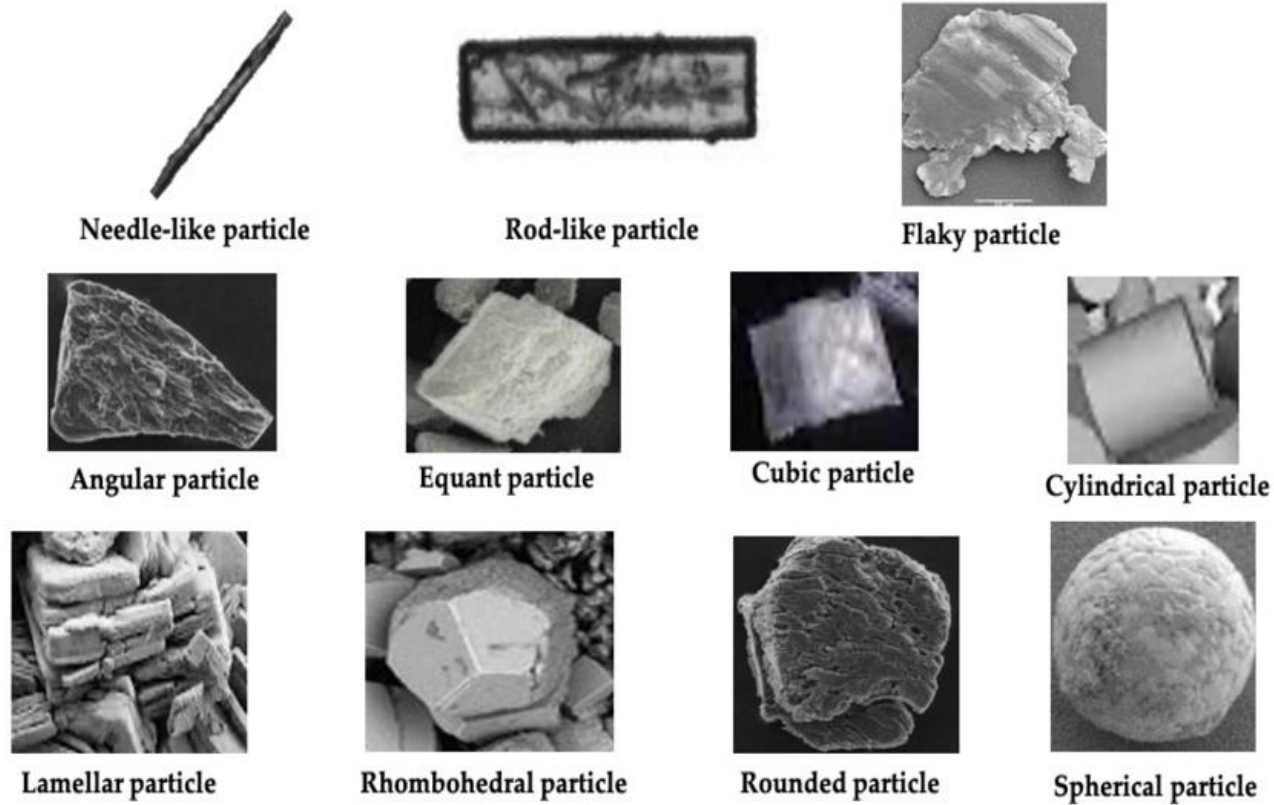 Needle-like particle
Rod-like particle
Flaky particle
Angular particle
Equant particle
Cubic particle
Cylindrical particle
Lamellar particle
Rhombohedral particle
Rounded particle
Spherical particle